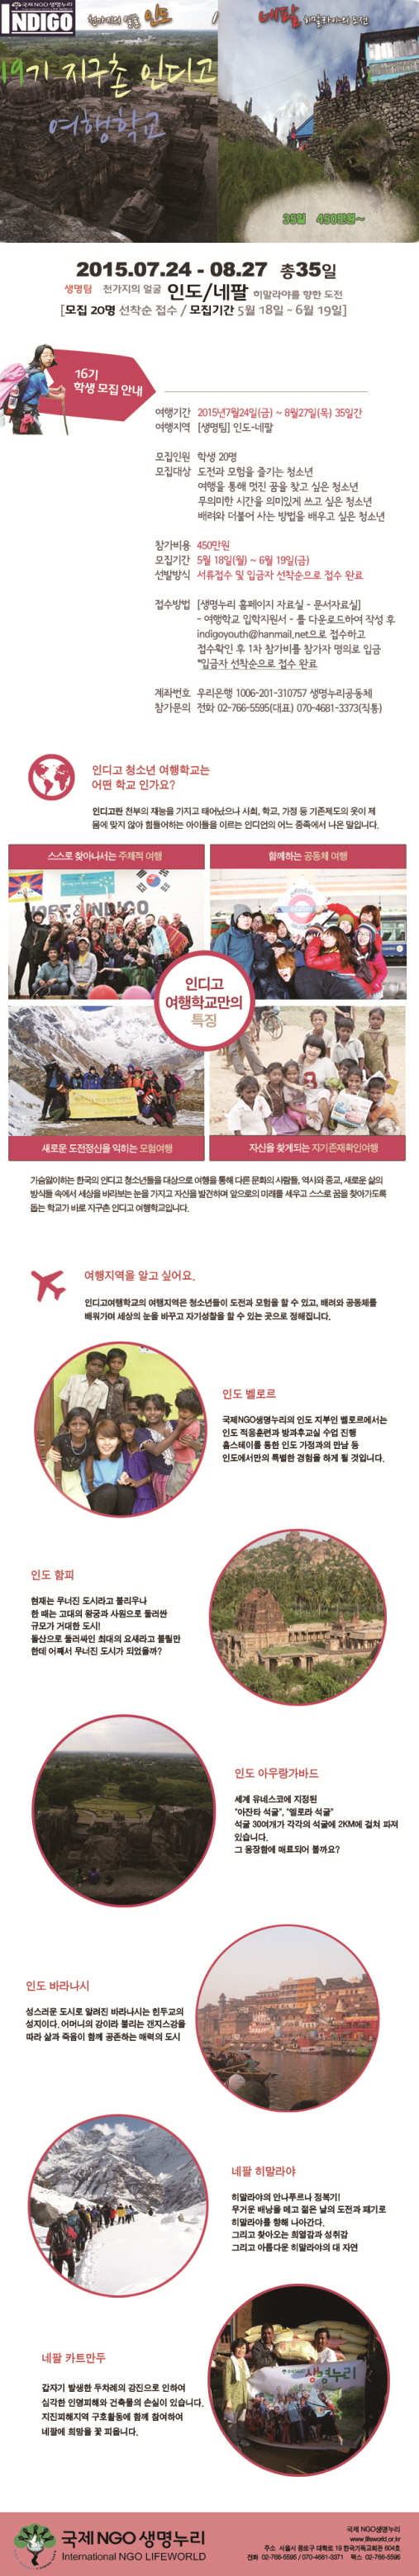 국제 NGO 생명누리
INDIGO
천가지의 얼굴 인도 /
네팔 히말라야의 도전
19기 지구촌 인디고
여행학교
35일 450만원~
2015.07.24 - 08.27 총35일
생명팀 천가지의 얼굴 인도/네팔 히말라야를 향한 도전
[모집 20명 선착순 접수 / 모집기간 5월 18일 ~ 6월 19일]
16기
학생 모집 안내
여행기간 2015년7월24일(금) ~ 8월27일(목) 35일간
여행지역 [생명팀] 인도-네팔
모집인원 학생 20명
모집대상 도전과 모험을 즐기는 청소년
여행을 통해 멋진 꿈을 찾고 싶은 청소년
무의미한 시간을 의미있게 쓰고 싶은 청소년
배려와 더불어 사는 방법을 배우고 싶은 청소년
참가비용 450만원
모집기간 5월 18일(월) ~ 6월 19일(금)
선발방식 서류접수 및 입금자 선착순으로 접수 완료
접수방법 [생명누리 홈페이지 자료실 - 문서자료실]
- 여행학교 입학지원서 - 를 다운로드하여 작성 후
indigoyouth@hanmail.net으로 접수하고
접수확인 후 1차 참가비를 참가자 명의로 입금
*입금자 선착순으로 접수 완료
계좌번호 우리은행 1006-201-310757 생명누리공동체
참가문의 전화 02-766-5595(대표) 070-4681-3373(직통)
인디고 청소년 여행학교는
어떤 학교 인가요?
인디고란 천부의 재능을 가지고 태어났으나 사회, 학교, 가정 등 기존제도의 옷이 제
몸에 맞지 않아 힘들어하는 아이들을 이르는 인디언의 어느 종족에서 나온 말입니다.
스스로 찾아나서는 주체적 여행
함께하는 공동체 여행
인디고
여행학교만의
특징
새로운 도전정신을 익히는 모험여행
자신을 찾게되는 자기존재확인여행
가슴앓이하는 한국의 인디고 청소년들을 대상으로 여행을 통해 다른 문화의 사람들, 역사와 종교, 새로운 삶의
방식들 속에서 세상을 바라보는 눈을 가지고 자신을 발견하며 앞으로의 미래를 세우고 스스로 꿈을 찾아가도록
돕는 학교가 바로 지구촌 인디고 여행학교입니다.
여행지역을 알고 싶어요.
인디고여행학교의 여행지역은 청소년들이 도전과 모험을 할 수 있고, 배려와 공동체를
배워가며 세상의 눈을 바꾸고 자기성찰을 할 수 있는 곳으로 정해집니다.
인도 벨로르
국제NGO생명누리의 인도 지부인 벨로르에서는
인도 적응훈련과 방과후교실 수업 진행
홈스테이를 통한 인도 가정과의 만남 등
인도에서만의 특별한 경험을 하게 될 것입니다.
인도 함피
현재는 무너진 도시라고 불리우나
한 때는 고대의 왕궁과 사원으로 둘러싼
규모가 거대한 도시!
돌산으로 둘러싸인 최대의 요새라고 불릴만
한데 어째서 무너진 도시가 되었을까?
인도 아우랑가바드
세계 유네스코에 지정된
"아잔타 석굴", "엘로라 석굴"
석굴 30여개가 각각의 석굴에 2KM에 걸쳐 파져
있습니다.
그 웅장함에 매료되어 볼까요?
인도 바라나시
성스러운 도시로 알려진 바라나시는 힌두교의
성지이다. 어머니의 강이라 불리는 갠지스강을
따라 삶과 죽음이 함께 공존하는 매력의 도시
네팔 히말라야
히말라야의 안나푸르나 정복기!
무거운 배낭을 메고 젊은 날의 도전과 패기로
히말라야를 향해 나아간다.
그리고 찾아오는 희열감과 성취감
그리고 아름다운 히말라야의 대 자연
네팔 카트만두
갑자기 발생한 두차례의 강진으로 인하여
심각한 인명피해와 건축물의 손실이 있습니다.
지진피해지역 구호활동에 함께 참여하여
네팔에 희망을 꽃 피웁니다.
생명누리
국제 NGO 생명누리
International NGO LIFEWORLD
국제 NGO생명누리
www.lifeworld.or.kr
주소 서울시 종로구 대학로 19 한국기독교회관 604호
전화 02-766-5595 / 070-4681-3371 팩스 02-766-5596